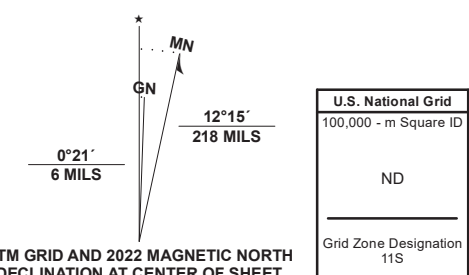 ★
MN
GN
12°15´
218 MILS
0°21´
6 MILS
TM GRID AND 2022 MAGNETIC NORTH
DECLINATION AT CENTER OF SHEET
U.S. National Grid
100,000 - m Square ID
ND
Grid Zone Designation
11S